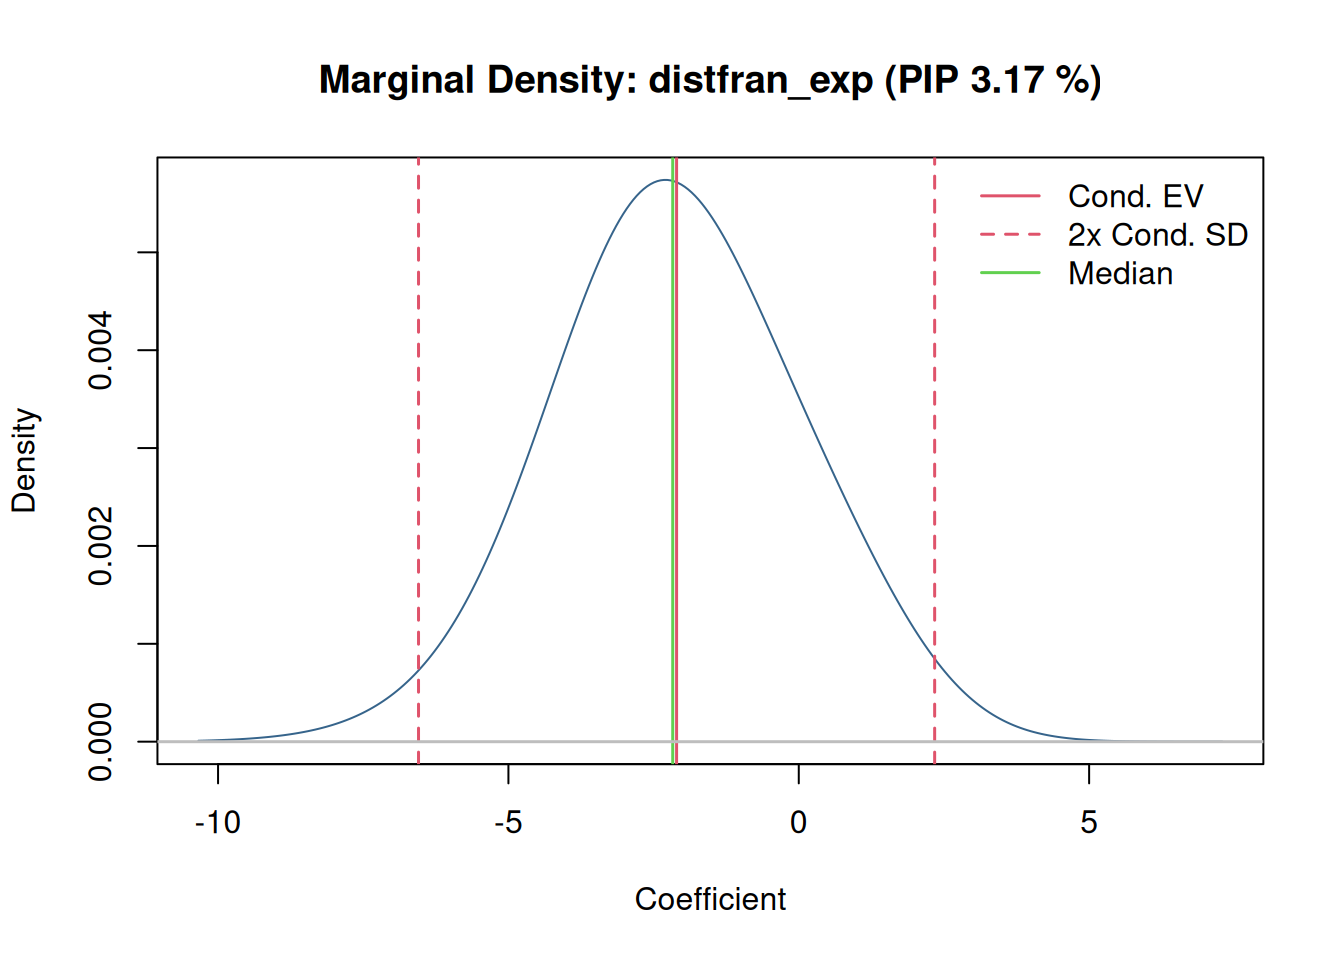 Marginal Density: distfran_exp (PIP 3.17 %)
Cond. EV
2x Cond. SD
Median
Density
0.004
0.002
0.000
-10
-5
0
5
Coefficient